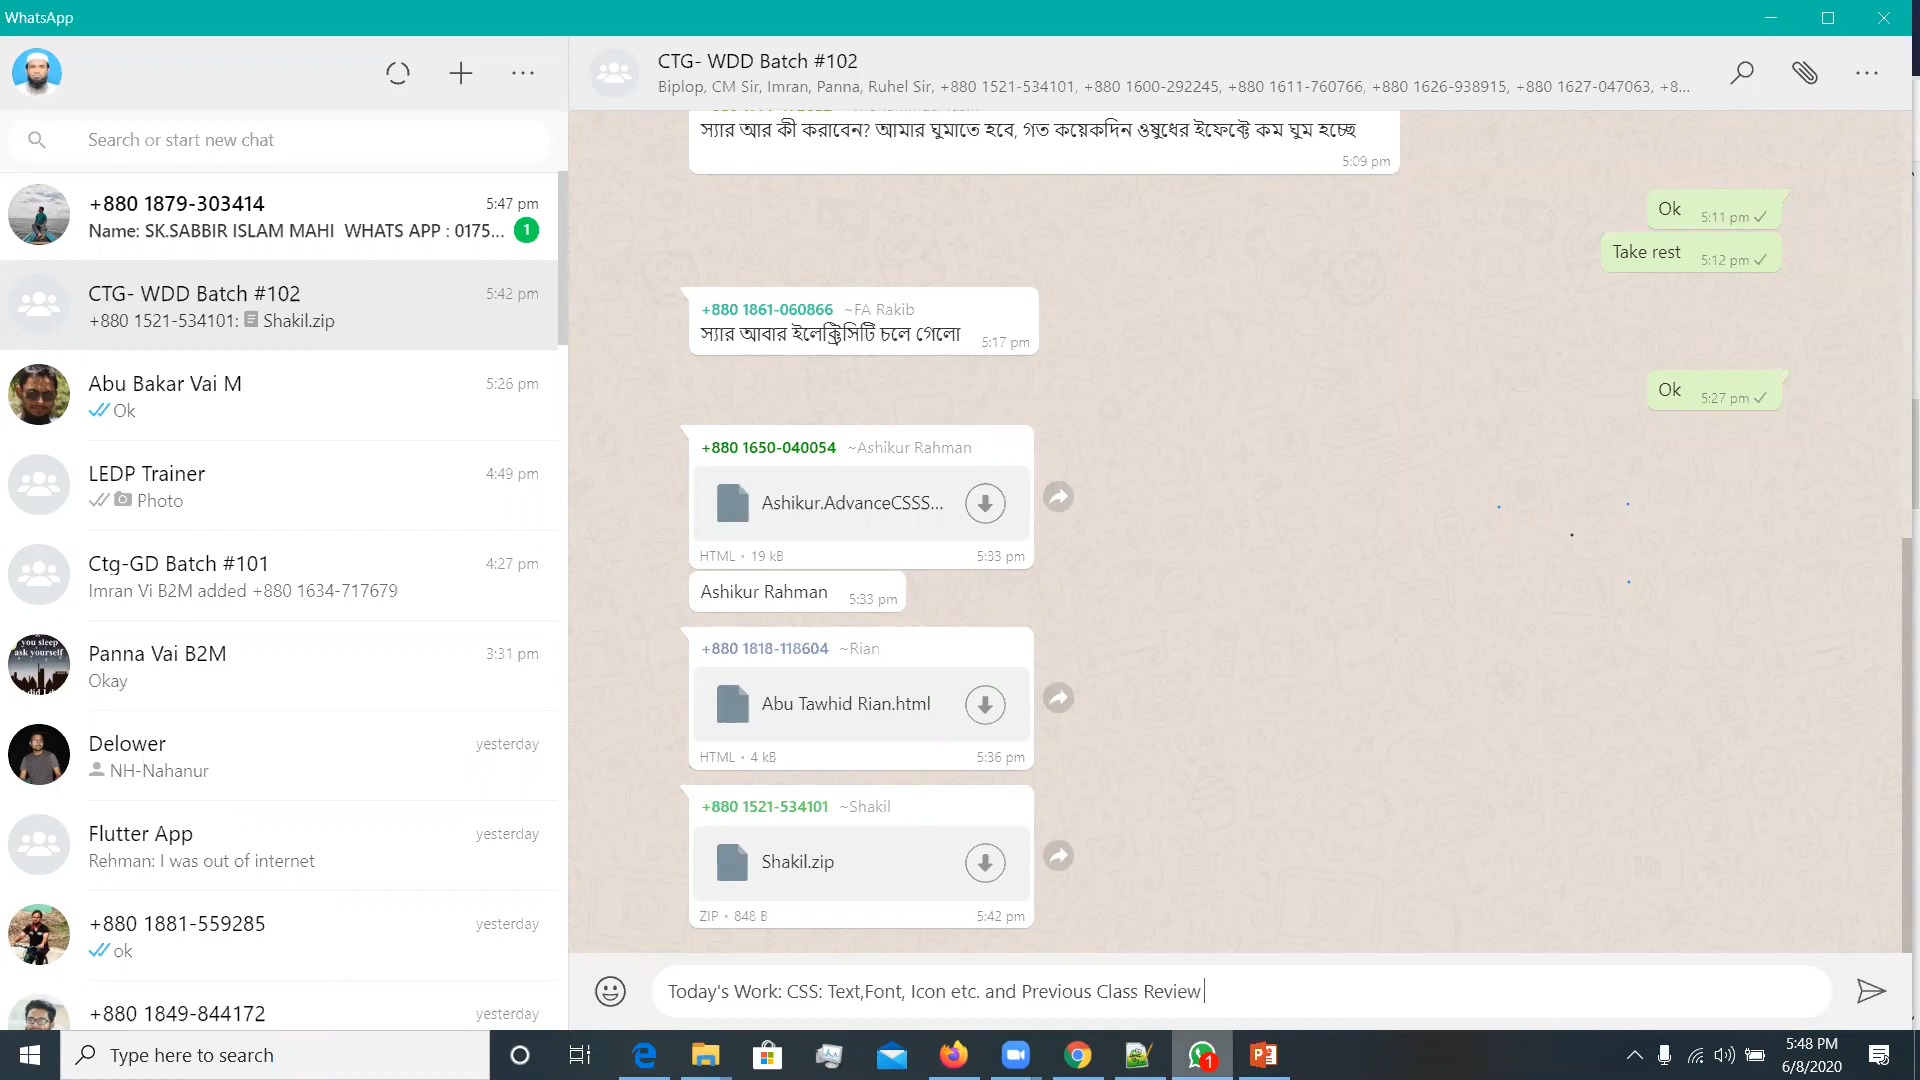 WhatsApp
Search or start new chat
+880 1879-303414
5:47 pm
Name: SK.SABBIR ISLAM MAHI WHATS APP : 0175...
1
CTG- WDD Batch #102
5:42 pm
+880 1521-534101: Shakil.zip
Abu Bakar Vai M
5:26 pm
Ok
LEDP Trainer
4:49 pm
Photo
Ctg-GD Batch #101
4:27 pm
Imran Vi B2M added +880 1634-717679
you sleep
ask yourself
Panna Vai B2M
3:31 pm
Okay
Delower
yesterday
NH-Nahanur
Flutter App
yesterday
Rehman: I was out of internet
+880 1881-559285
yesterday
ok
+880 1849-844172
yesterday
CTG- WDD Batch #102
Biplop, CM Sir, Imran, Panna, Ruhel Sir, +880 1521-534101, +880 1600-292245, +880 1611-760766, +880 1626-938915, +880 1627-047063, +8...
স্যার আর কী করাবেন? আমার ঘুমাতে হবে, গত কয়েকদিন ওষুধের ইফেক্টে কম ঘুম হচ্ছে
5:09 pm
Ok 5:11 pm
Take rest 5:12 pm
+880 1861-060866 ~FA Rakib
স্যার আবার ইলেক্ট্রিসিটি চলে গেলো 5:17 pm
Ok 5:27 pm
+880 1650-040054 ~Ashikur Rahman
Ashikur.AdvanceCSSS...
HTML • 19 kB 5:33 pm
Ashikur Rahman 5:33 pm
+880 1818-118604 ~Rian
Abu Tawhid Rian.html
HTML • 4 kB 5:36 pm
+880 1521-534101 ~Shakil
Shakil.zip
ZIP • 848 B 5:42 pm
Today's Work: CSS: Text,Font, Icon etc. and Previous Class Review
Type here to search
1
5:48 PM
6/8/2020